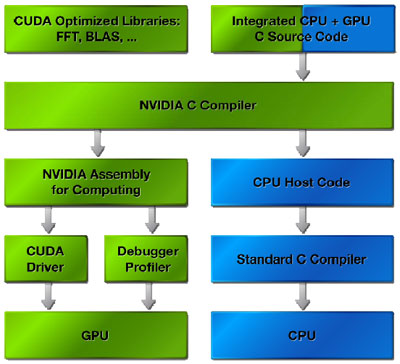 CUDA Optimized Libraries:
FFT, BLAS, ...
Integrated CPU + GPU
C Source Code
NVIDIA C Compiler
NVIDIA Assembly
for Computing
CPU Host Code
CUDA
Driver
Debugger
Profiler
Standard C Compiler
GPU
CPU